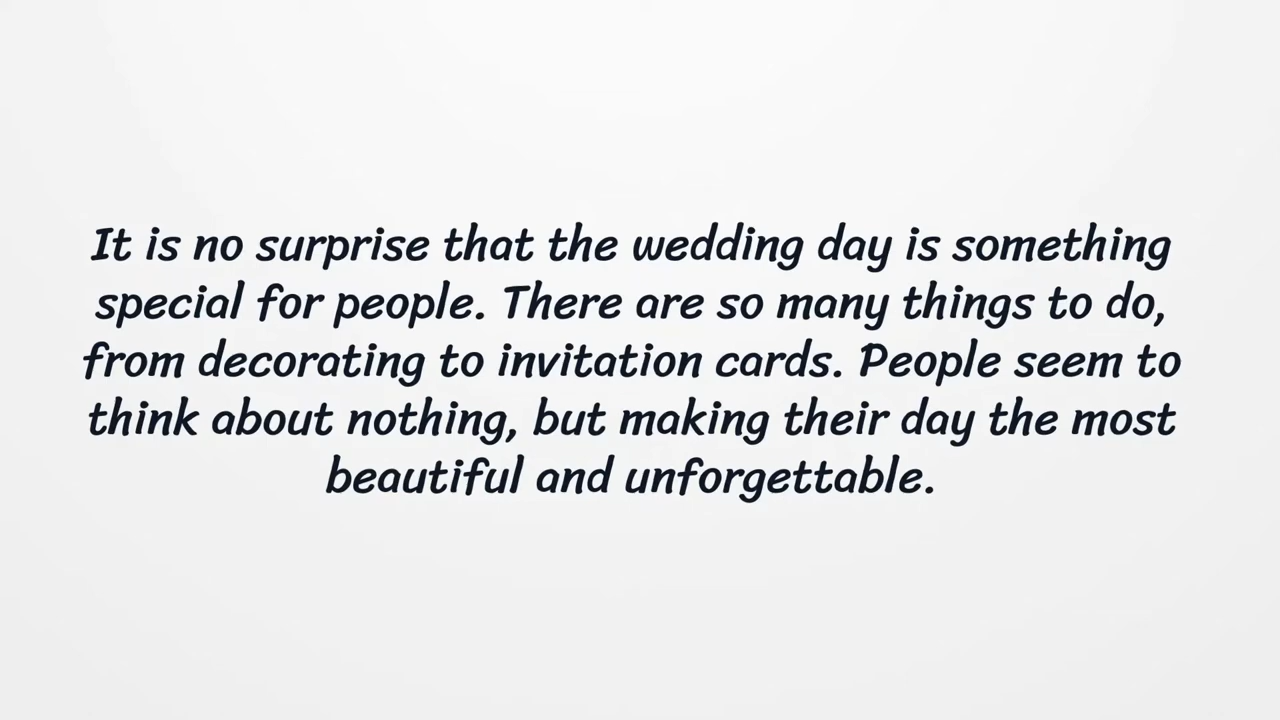 It is no surprise that the wedding day is something
special for people. There are so many things to do,
from decorating to invitation cards. People seem to
think about nothing, but making their day the most
beautiful and unforgettable.